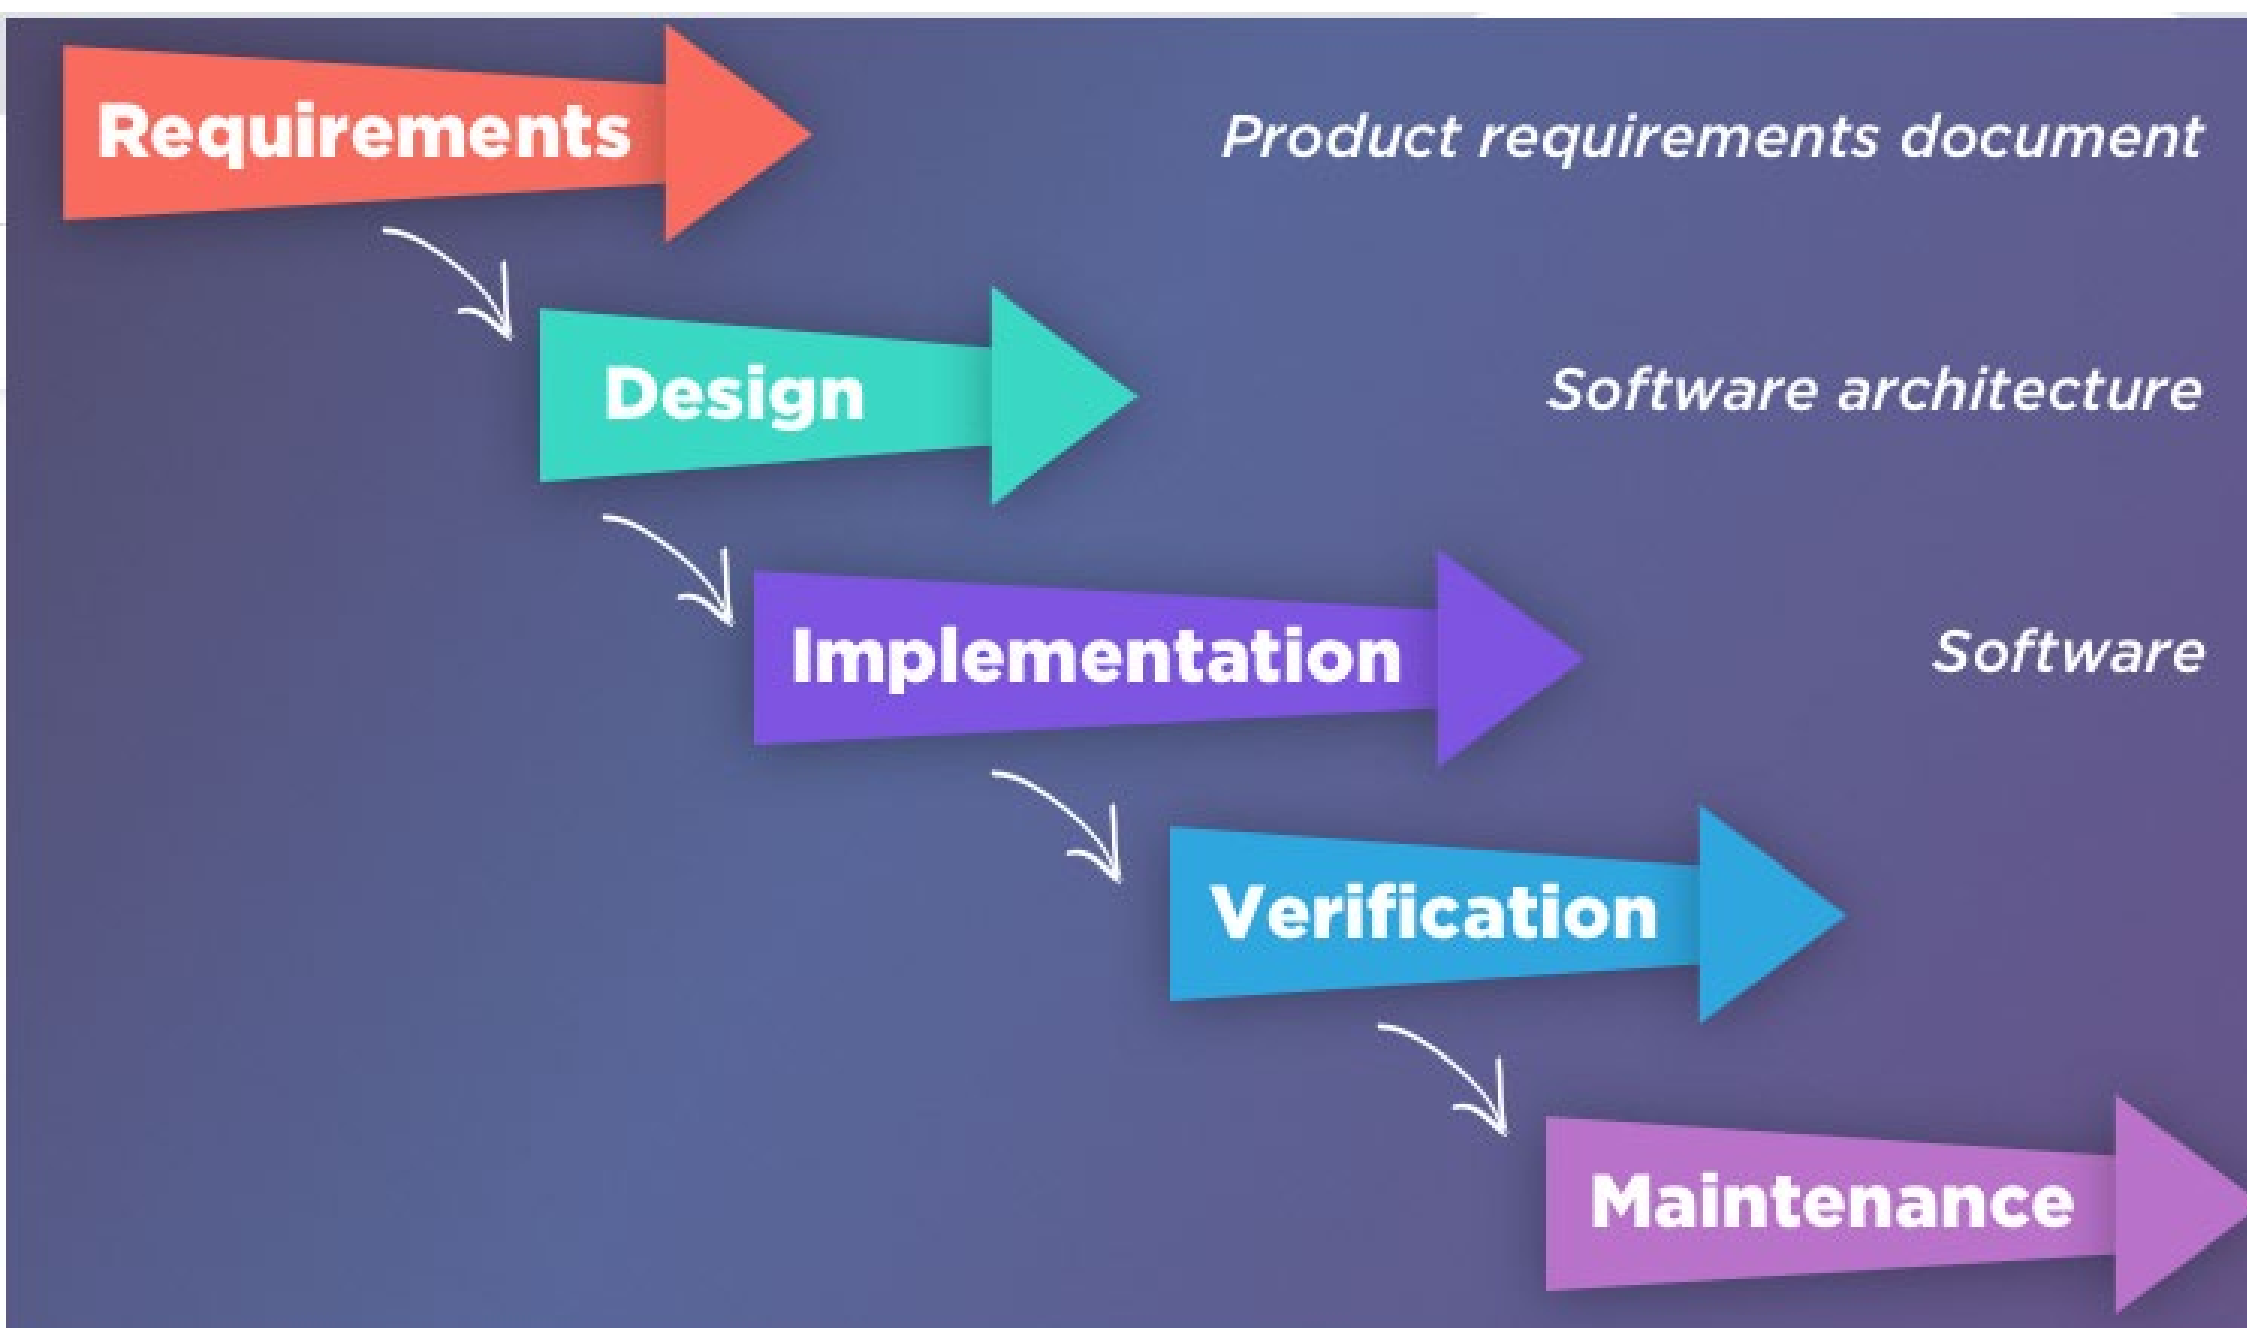 Requirements
Product requirements document
Design
Software architecture
Implementation
Software
Verification
Maintenance